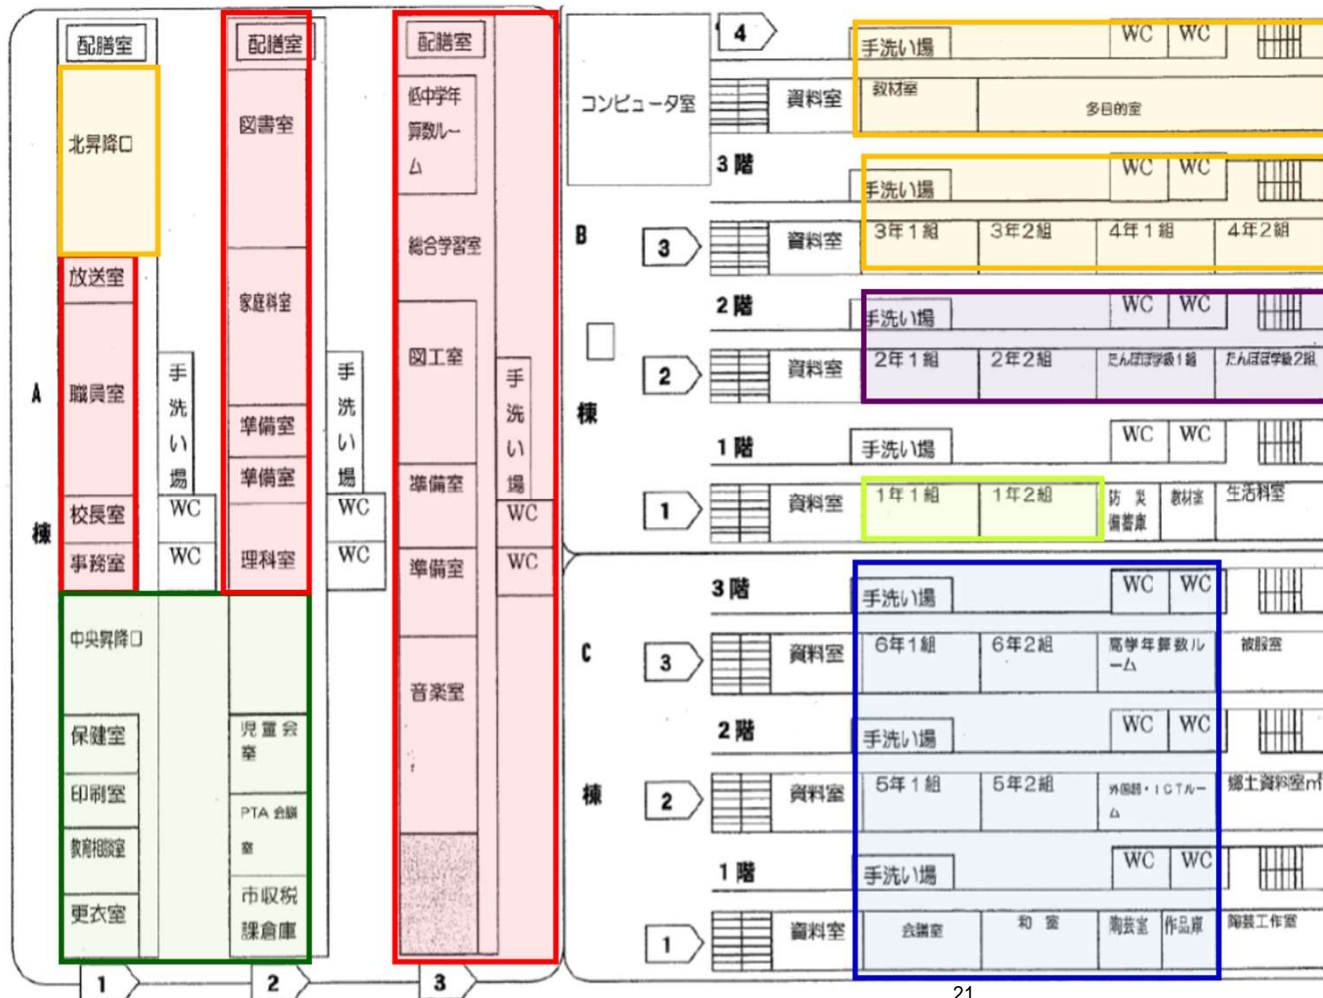 配膳室
北昇降口
放送室
職員室
校長室
事務室
手洗い場
WC
WC
中央昇降口
保健室
印刷室
教育相談室
更衣室
A
棟
1
配膳室
図書室
家庭科室
準備室
準備室
理科室
手洗い場
WC
WC
児童会
室
PTA 会議
室
市収税
課倉庫
2
配膳室
低中学年
算数ルー
ム
総合学習室
図工室
準備室
準備室
音楽室
手洗い場
WC
WC
3
コンピュータ室
B
棟
4
手洗い場
WC
WC
資料室
教材室
多目的室
3階
手洗い場
WC
WC
3
資料室
3年1組
3年2組
4年1組
4年2組
2階
手洗い場
WC
WC
2
資料室
2年1組
2年2組
たんぽぽ学級1組
たんぽぽ学級2組
1階
手洗い場
WC
WC
1
資料室
1年1組
1年2組
防災
備蓄庫
教材室
生活科室
C
棟
3階
手洗い場
WC
WC
3
資料室
6年1組
6年2組
高学年算数ル
ーム
被服室
2階
手洗い場
WC
WC
2
資料室
5年1組
5年2組
外国語・ICTルー
ム
郷土資料室㎡
1階
手洗い場
WC
WC
1
資料室
会議室
和室
陶芸室
作品庫
陶芸工作室
21